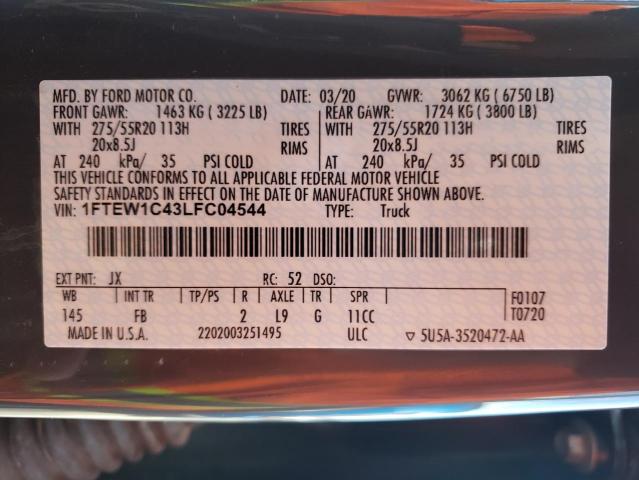 MFD. BY FORD MOTOR CO. DATE: 03/20 GVWR: 3062 KG ( 6750 LB)
FRONT GAWR: 1463 KG ( 3225 LB) REAR GAWR: 1724 KG ( 3800 LB)
WITH 275/55R20 113H TIRES WITH 275/55R20 113H TIRES
20x8.5J RIMS 20x8.5J RIMS
AT 240 kPa/ 35 PSI COLD AT 240 kPa/ 35 PSI COLD
THIS VEHICLE CONFORMS TO ALL APPLICABLE FEDERAL MOTOR VEHICLE
SAFETY STANDARDS IN EFFECT ON THE DATE OF MANUFACTURE SHOWN ABOVE.
VIN: 1FTEW1C43LFC04544 TYPE: Truck
EXT PNT: JX RC: 52 DSO:
WB INT TR TP/PS R AXLE TR SPR F0107
145 FB 2 L9 G 11CC T0720
MADE IN U.S.A. 2202003251495 ULC ▽ 5U5A-3520472-AA